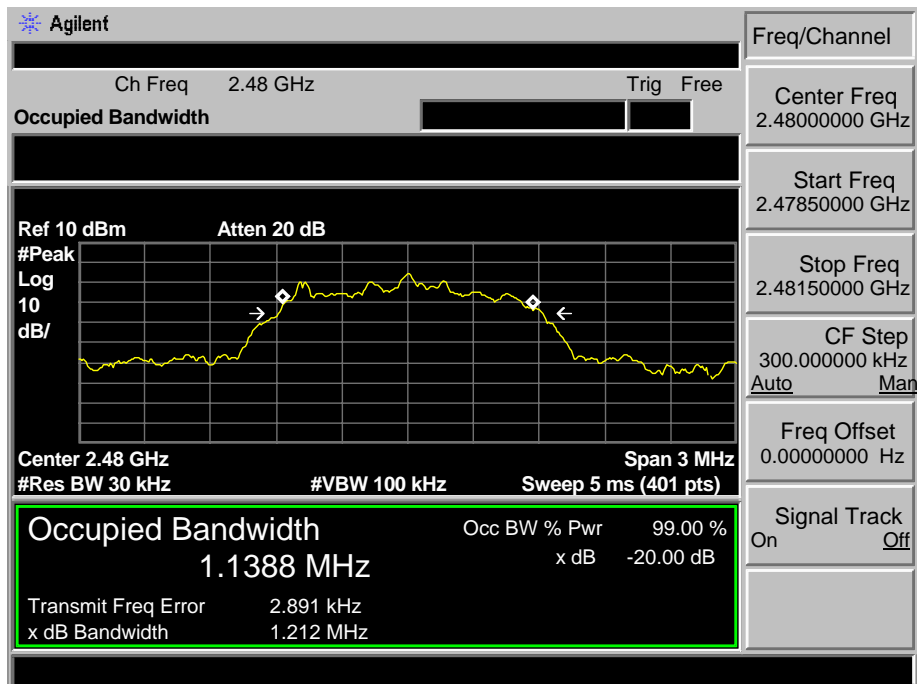 Agilent
Freq/Channel
Ch Freq 2.48 GHz Trig Free
Occupied Bandwidth
Center Freq
2.48000000 GHz
Start Freq
2.47850000 GHz
Stop Freq
2.48150000 GHz
CF Step
300.000000 kHz
Auto Man
Freq Offset
0.00000000 Hz
Signal Track
On Off
Ref 10 dBm Atten 20 dB
#Peak
Log
10
dB/
Center 2.48 GHz Span 3 MHz
#Res BW 30 kHz #VBW 100 kHz Sweep 5 ms (401 pts)
Occupied Bandwidth Occ BW % Pwr 99.00 %
1.1388 MHz x dB -20.00 dB
Transmit Freq Error 2.891 kHz
x dB Bandwidth 1.212 MHz